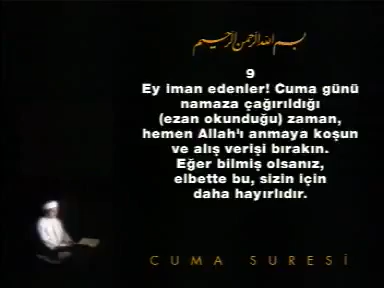 بسم الله الرحمن الرحيم
9
Ey iman edenler! Cuma günü
namaza çağırıldığı
(ezan okunduğu) zaman,
hemen Allah'ı anmaya koşun
ve alış verişi bırakın.
Eğer bilmiş olsanız,
elbette bu, sizin için
daha hayırlıdır.
CUMA SURESİ